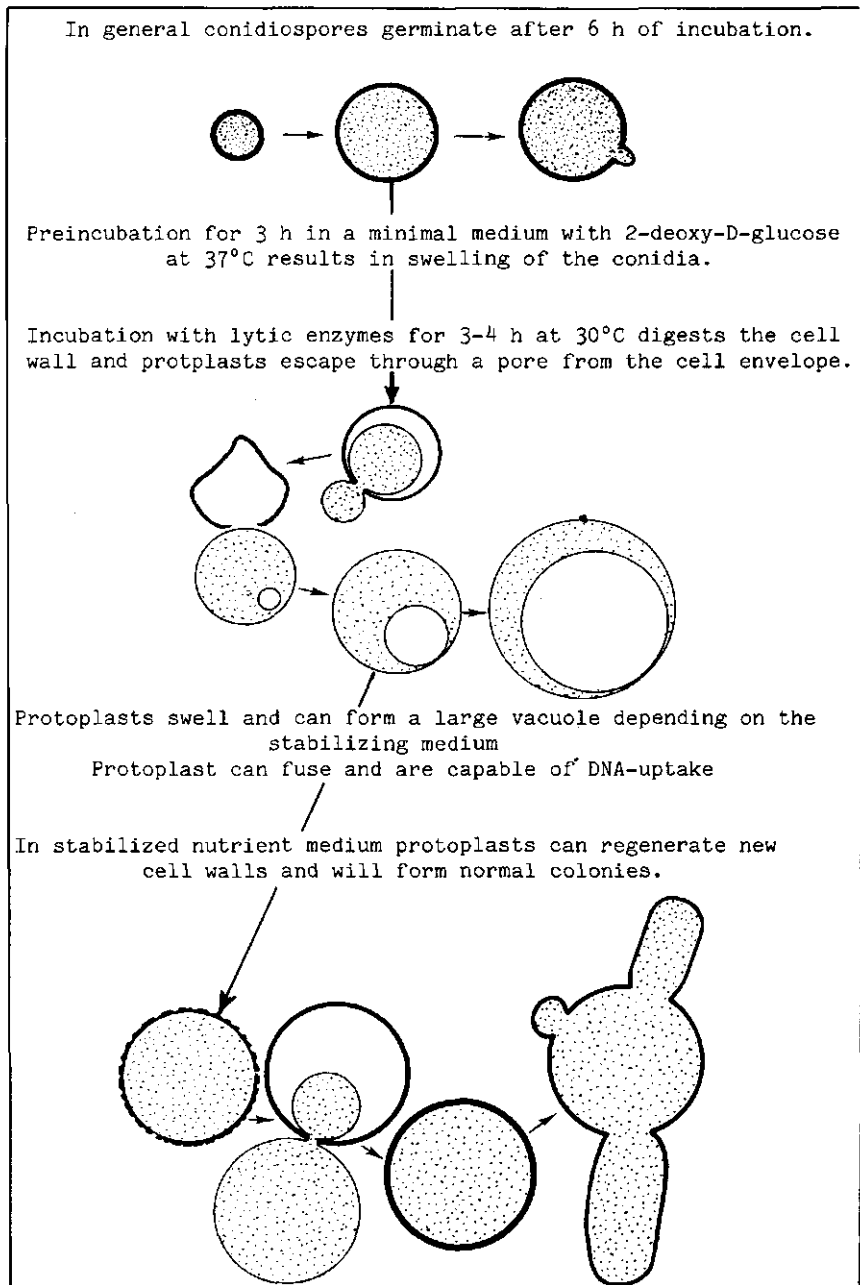 In general conidiospores germinate after 6 h of incubation.
Preincubation for 3 h in a minimal medium with 2-deoxy-D-glucose
at 37°C results in swelling of the conidia.
Incubation with lytic enzymes for 3-4 h at 30°C digests the cell
wall and protplasts escape through a pore from the cell envelope.
Protoplasts swell and can form a large vacuole depending on the
stabilizing medium
Protoplast can fuse and are capable of DNA-uptake
In stabilized nutrient medium protoplasts can regenerate new
cell walls and will form normal colonies.